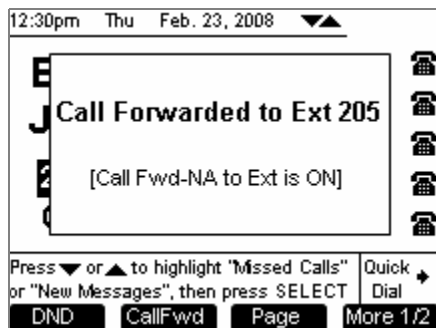 12:30pm Thu Feb. 23, 2008 ▼▲
Call Forwarded to Ext 205
[Call Fwd-NA to Ext is ON]
Press ▼ or ▲ to highlight "Missed Calls"
or "New Messages", then press SELECT
Quick →
Dial
DND CallFwd Page More 1/2